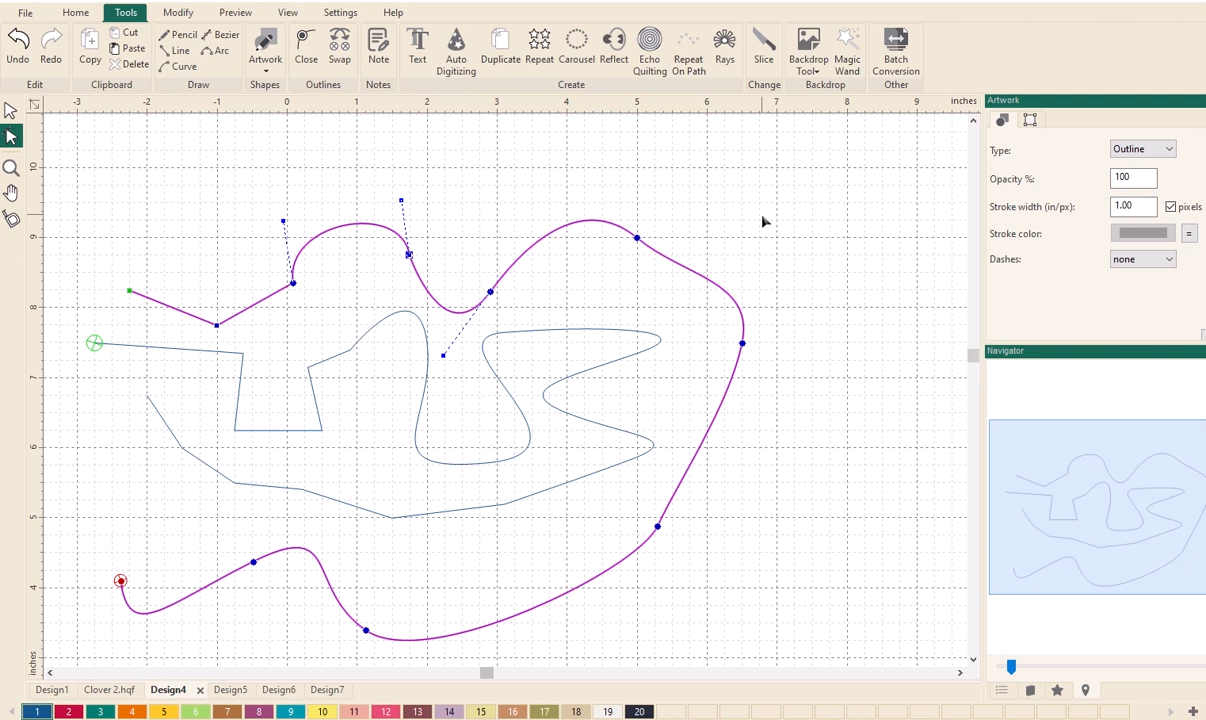 File Home Tools Modify Preview View Settings Help
Undo Redo Copy Cut Paste Delete Pencil Bezier Line Arc Curve Artwork Close Swap Note Text Auto Digitizing Duplicate Repeat Carousel Reflect Echo Quilting Repeat On Path Rays Slice Backdrop Tool Magic Wand Batch Conversion
Edit Clipboard Draw Shapes Outlines Notes Create Change Backdrop Other
-3 -2 -1 0 1 2 3 4 5 6 7 8 9 inches
10
9
8
7
6
5
4
inches
Artwork
Type: Outline
Opacity %: 100
Stroke width (in/px): 1.00 pixels
Stroke color: =
Dashes: none
Navigator
Design1 Clover 2.hqf Design4 Design5 Design6 Design7
1 2 3 4 5 6 7 8 9 10 11 12 13 14 15 16 17 18 19 20